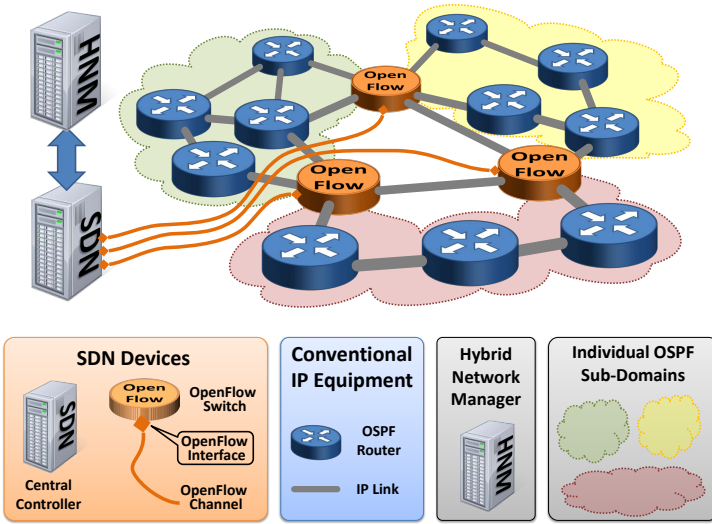 HNM
SDN
Open
Flow
Open
Flow
Open
Flow
SDN Devices
SDN
Open
Flow
OpenFlow
Switch
OpenFlow
Interface
Central
Controller
OpenFlow
Channel
Conventional
IP Equipment
OSPF
Router
IP Link
Hybrid
Network
Manager
HNM
Individual OSPF
Sub-Domains